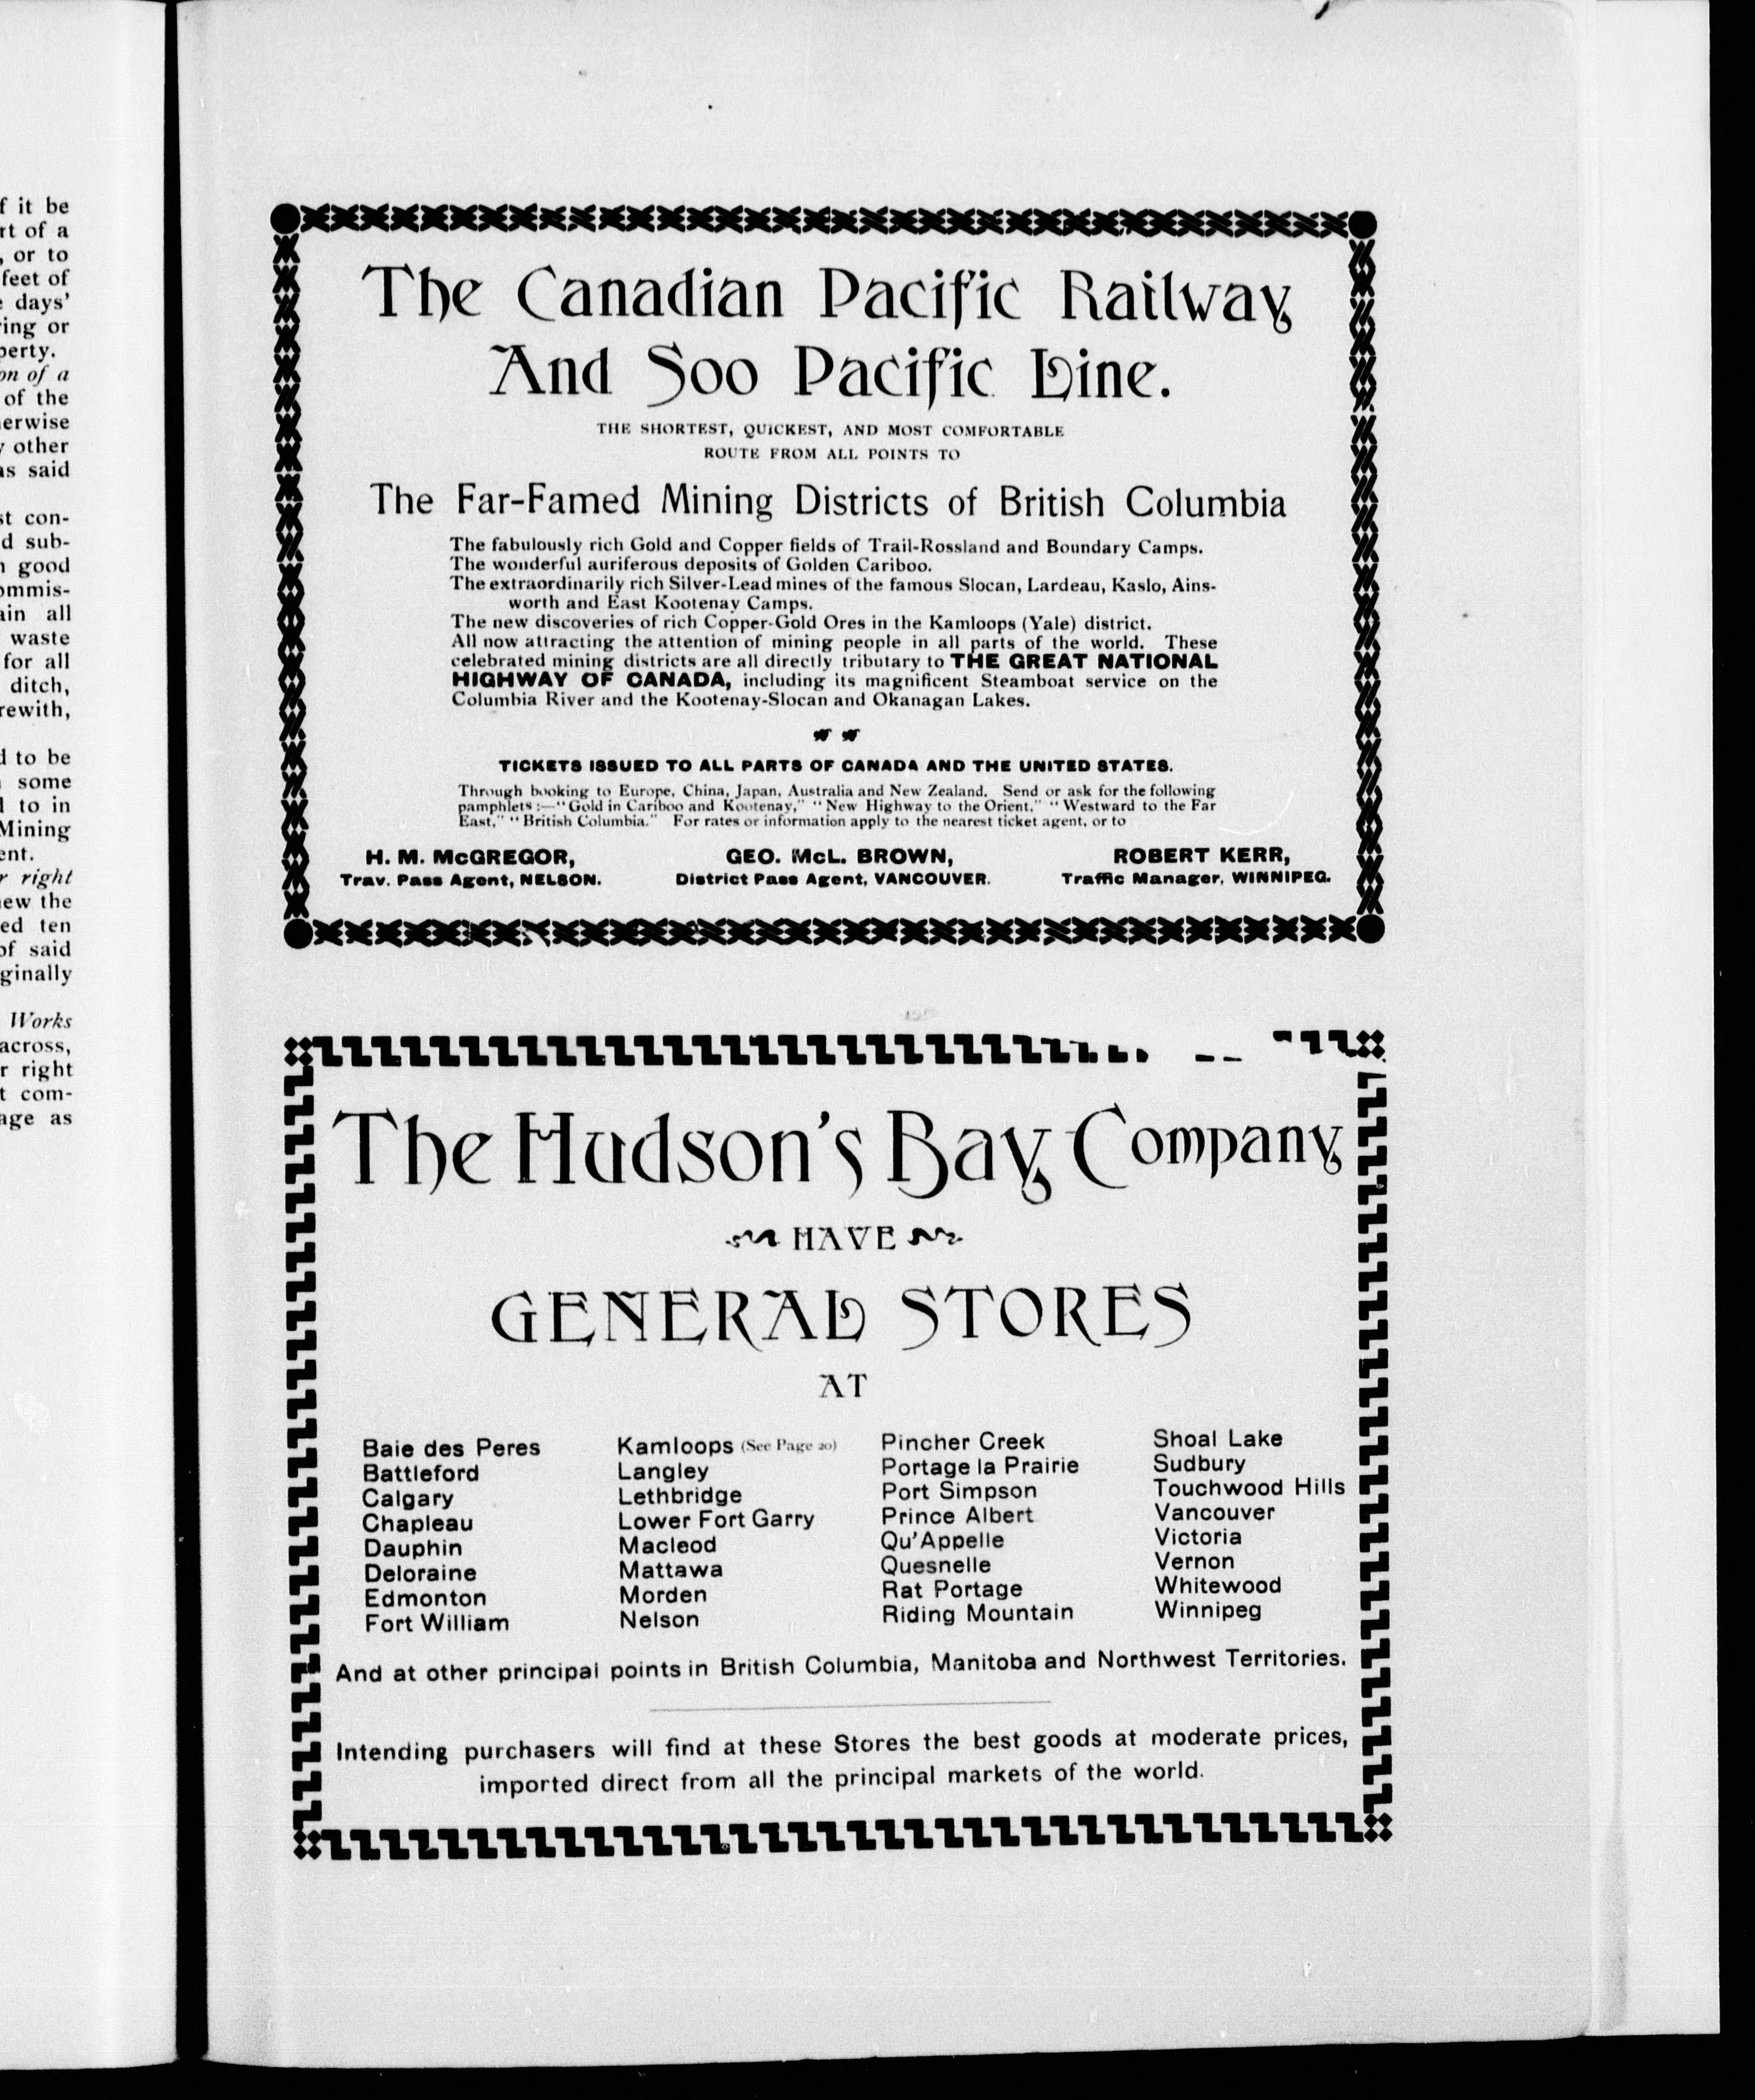 f it be
rt of a
, or to
feet of
days'
ring or
perty.
on of a
of the
erwise
y other
as said
st con-
d sub-
n good
ommis-
ain all
waste
for all
ditch,
rewith,
d to be
some
d to in
Mining
ent.
r right
new the
ed ten
of said
ginally
Works
across,
r right
t com-
age as
The Canadian Pacific Railway
And Soo Pacific Line.
THE SHORTEST, QUICKEST, AND MOST COMFORTABLE
ROUTE FROM ALL POINTS TO
The Far-Famed Mining Districts of British Columbia
The fabulously rich Gold and Copper fields of Trail-Rossland and Boundary Camps.
The wonderful auriferous deposits of Golden Cariboo.
The extraordinarily rich Silver-Lead mines of the famous Slocan, Lardeau, Kaslo, Ains-
worth and East Kootenay Camps.
The new discoveries of rich Copper-Gold Ores in the Kamloops (Yale) district.
All now attracting the attention of mining people in all parts of the world. These
celebrated mining districts are all directly tributary to THE GREAT NATIONAL
HIGHWAY OF CANADA, including its magnificent Steamboat service on the
Columbia River and the Kootenay-Slocan and Okanagan Lakes.
TICKETS ISSUED TO ALL PARTS OF CANADA AND THE UNITED STATES.
Through booking to Europe, China, Japan, Australia and New Zealand. Send or ask for the following
pamphlets :—"Gold in Cariboo and Kootenay," "New Highway to the Orient," "Westward to the Far
East," "British Columbia." For rates or information apply to the nearest ticket agent, or to
H. M. McGREGOR, GEO. McL. BROWN, ROBERT KERR,
Trav. Pass Agent, NELSON. District Pass Agent, VANCOUVER. Traffic Manager, WINNIPEG.
The Hudson's Bay Company
HAVE
GENERAL STORES
AT
Baie des Peres
Battleford
Calgary
Chapleau
Dauphin
Deloraine
Edmonton
Fort William
Kamloops (See Page 20)
Langley
Lethbridge
Lower Fort Garry
Macleod
Mattawa
Morden
Nelson
Pincher Creek
Portage la Prairie
Port Simpson
Prince Albert
Qu'Appelle
Quesnelle
Rat Portage
Riding Mountain
Shoal Lake
Sudbury
Touchwood Hills
Vancouver
Victoria
Vernon
Whitewood
Winnipeg
And at other principal points in British Columbia, Manitoba and Northwest Territories.
Intending purchasers will find at these Stores the best goods at moderate prices,
imported direct from all the principal markets of the world.